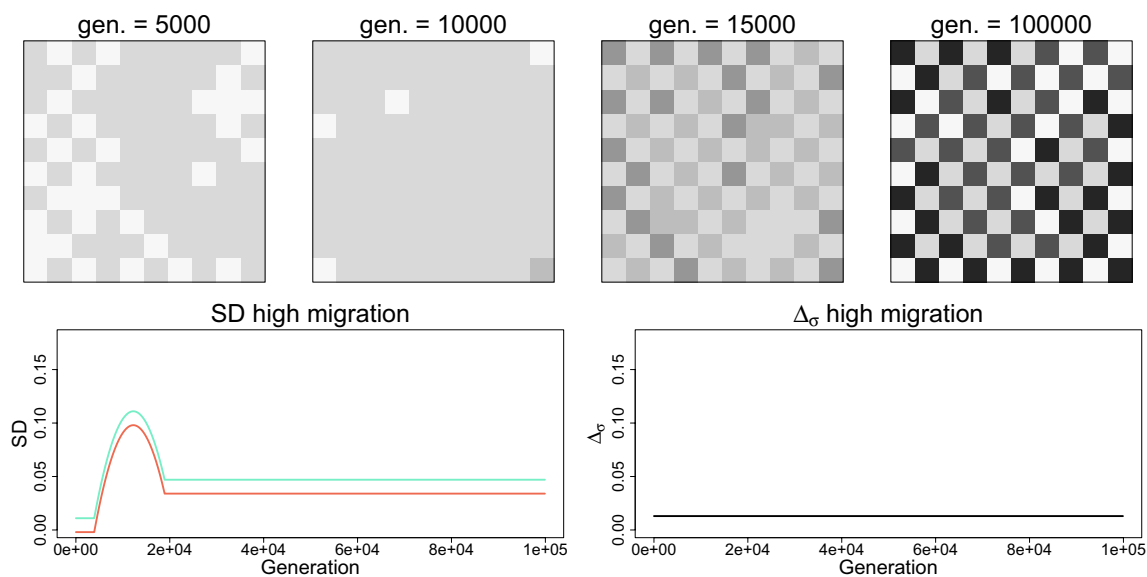 gen. = 5000 gen. = 10000 gen. = 15000 gen. = 100000
SD high migration
SD
0.00 0.05 0.10 0.15
0e+00 2e+04 4e+04 6e+04 8e+04 1e+05
Generation
Δσ high migration
Δσ
0.00 0.05 0.10 0.15
0e+00 2e+04 4e+04 6e+04 8e+04 1e+05
Generation